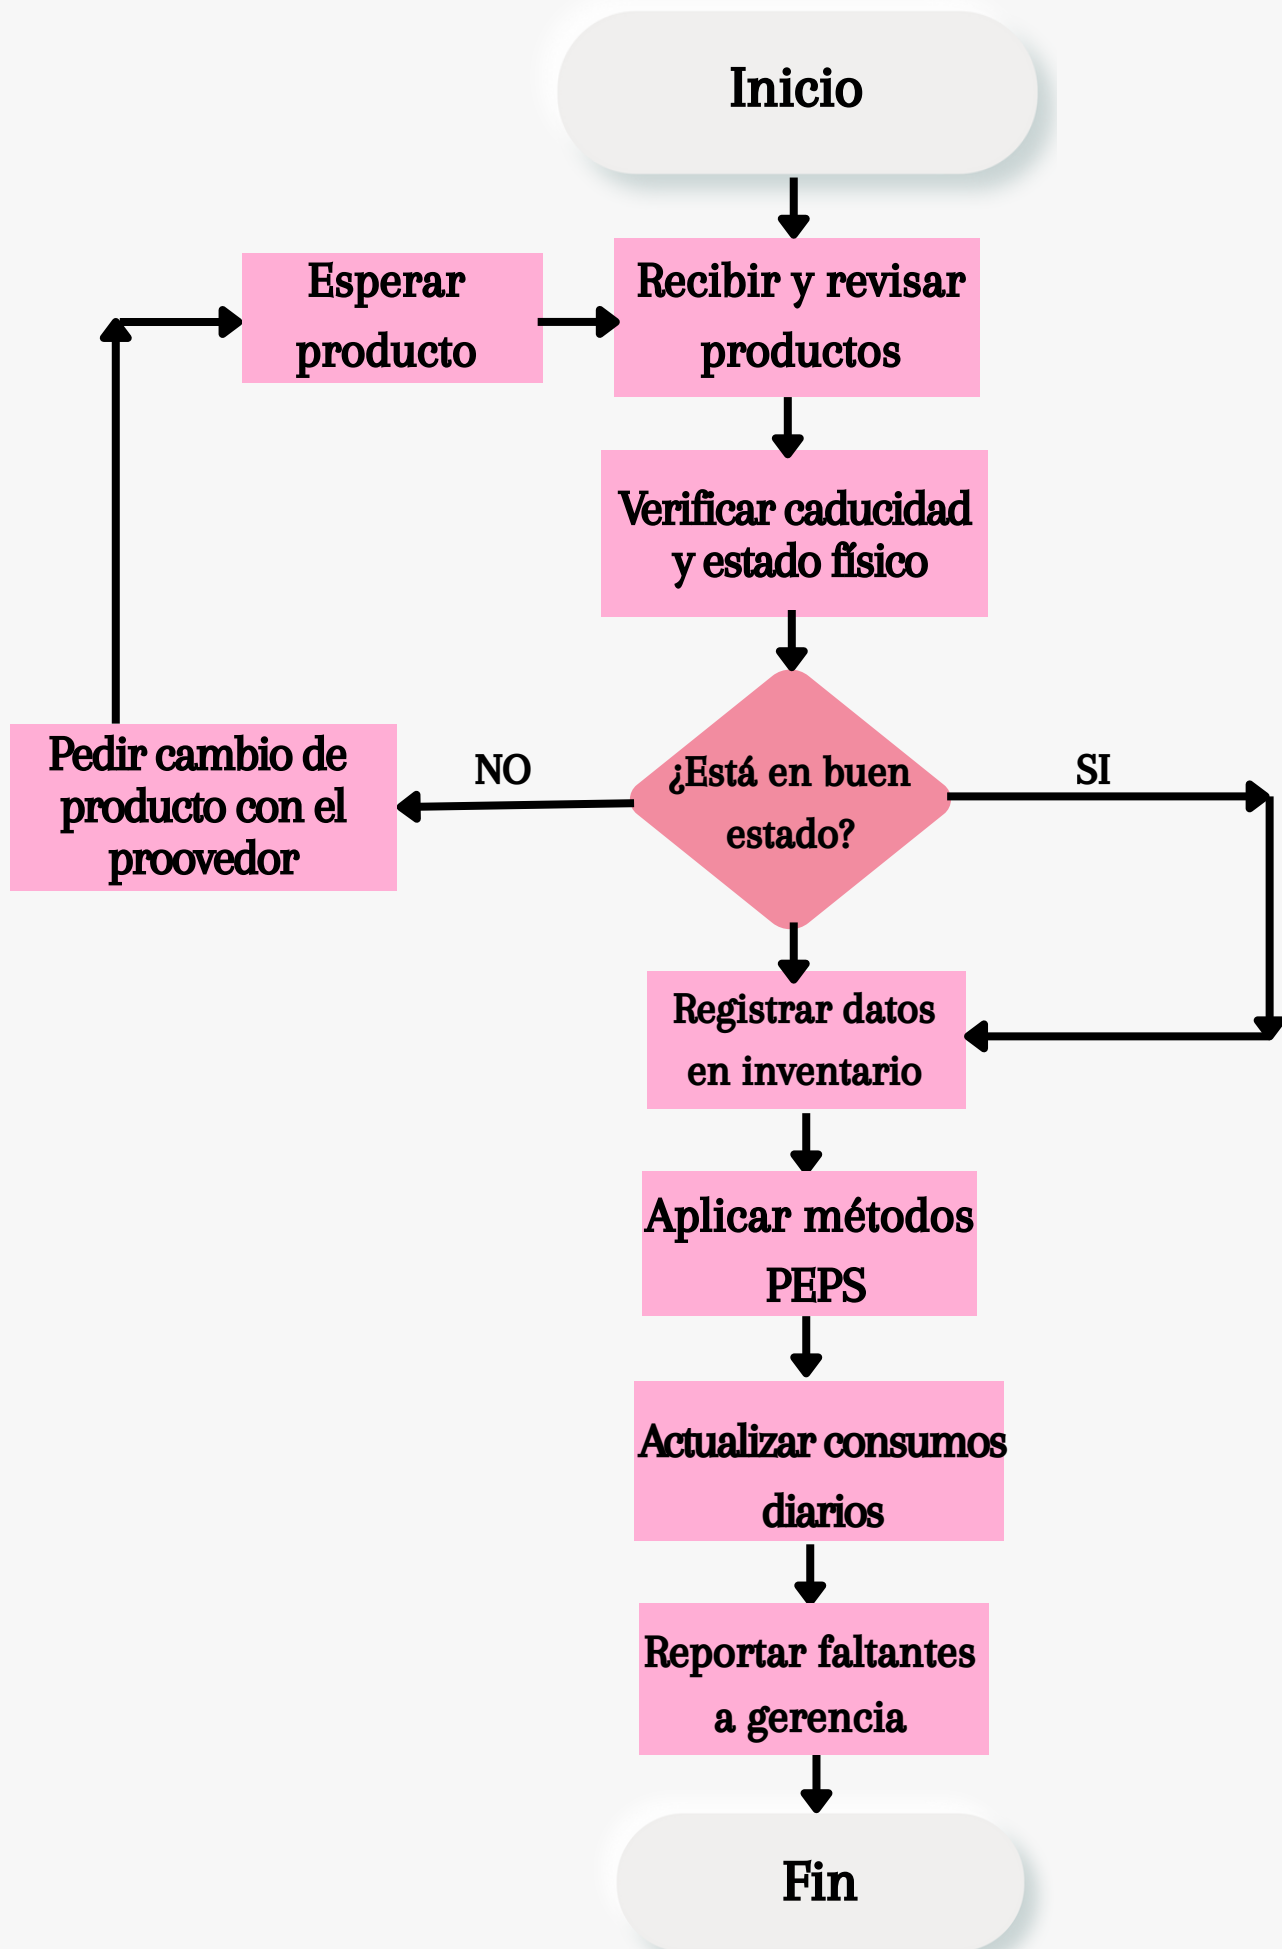 Inicio
Esperar
producto
Recibir y revisar
productos
Verificar caducidad
y estado físico
Pedir cambio de
producto con el
proovedor
NO
¿Está en buen
estado?
SI
Registrar datos
en inventario
Aplicar métodos
PEPS
Actualizar consumos
diarios
Reportar faltantes
a gerencia
Fin